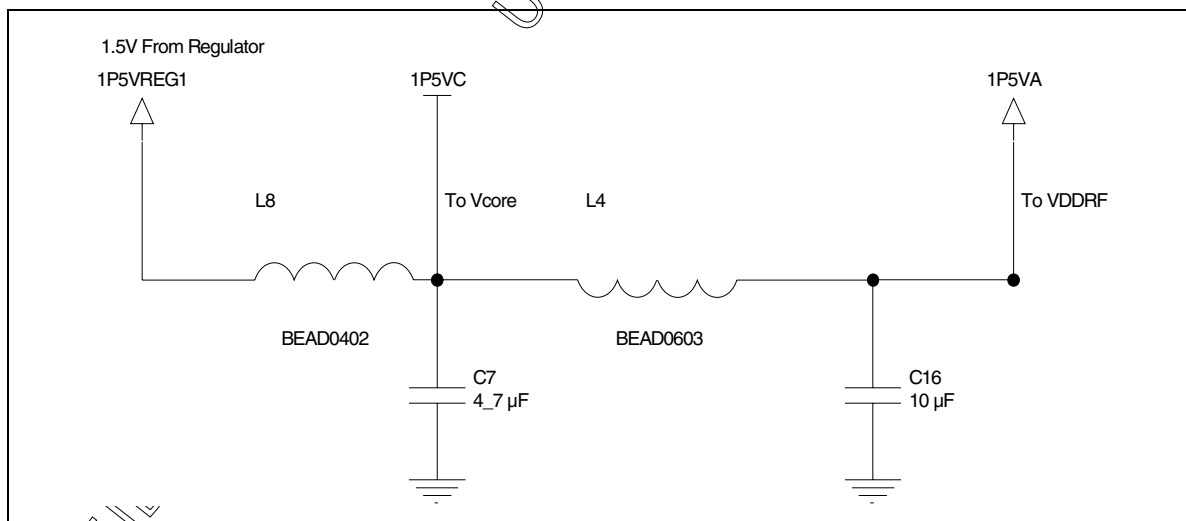 1.5V From Regulator
1P5VREG1
1P5VC
1P5VA
L8
To Vcore
L4
To VDDRF
BEAD0402
BEAD0603
C7
4_7 µF
C16
10 µF